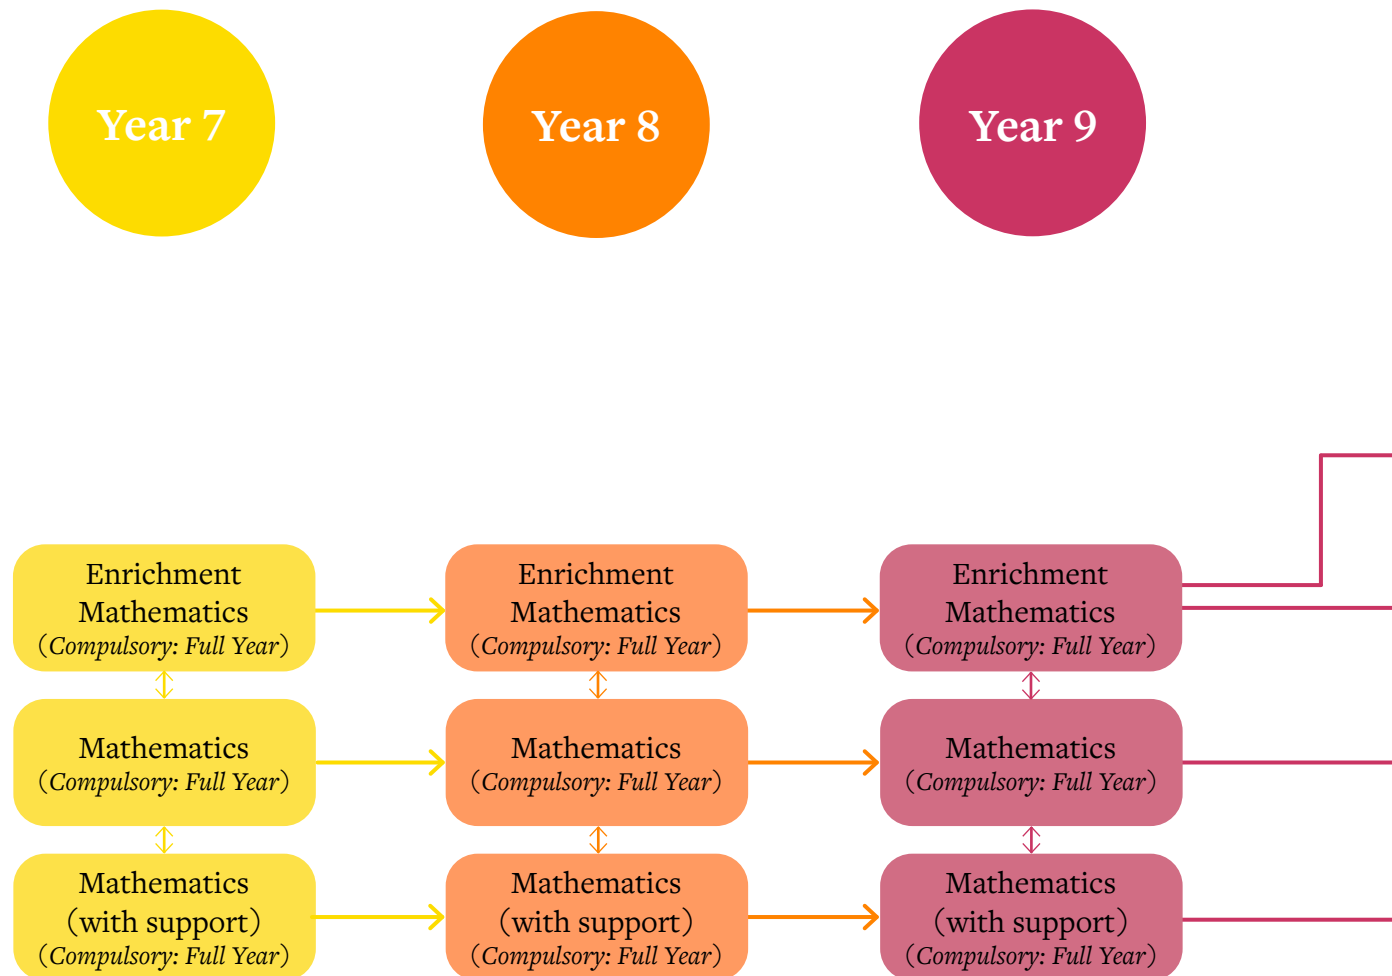 Year 7
Year 8
Year 9
Enrichment
Mathematics
(Compulsory: Full Year)
Enrichment
Mathematics
(Compulsory: Full Year)
Enrichment
Mathematics
(Compulsory: Full Year)
Mathematics
(Compulsory: Full Year)
Mathematics
(Compulsory: Full Year)
Mathematics
(Compulsory: Full Year)
Mathematics
(with support)
(Compulsory: Full Year)
Mathematics
(with support)
(Compulsory: Full Year)
Mathematics
(with support)
(Compulsory: Full Year)